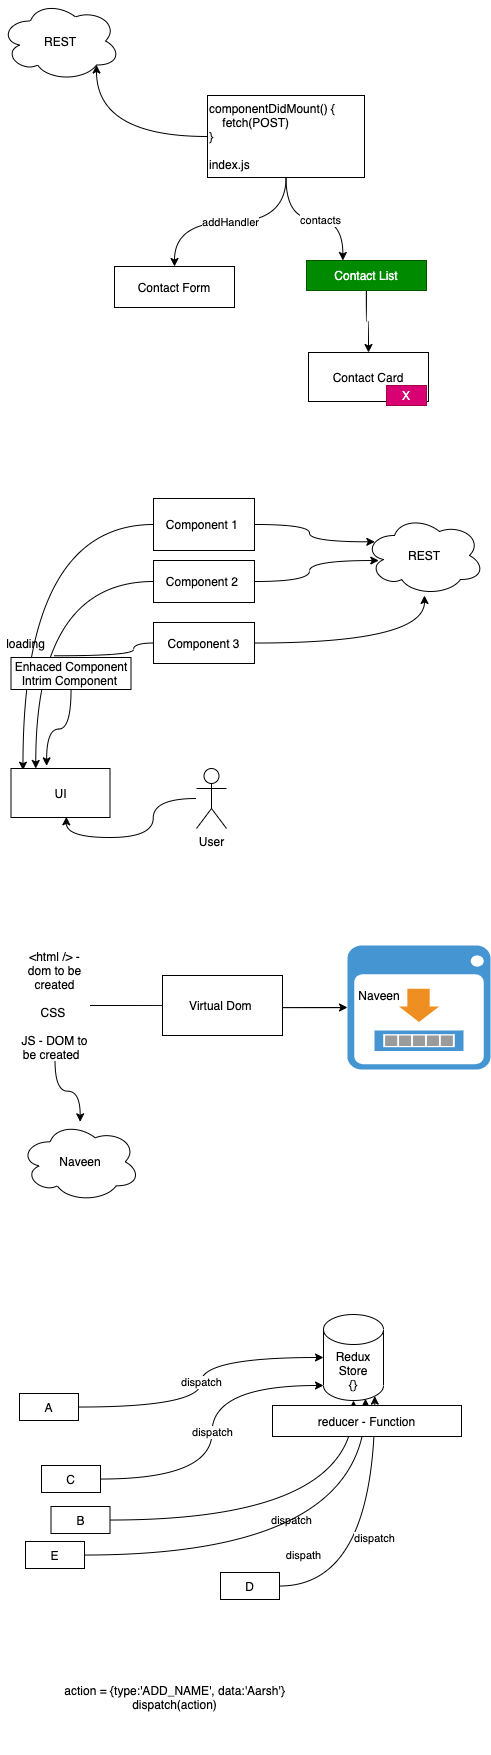 REST
componentDidMount() {
fetch(POST)
}
index.js
addHandler
contacts
Contact Form
Contact List
Contact Card
X
Component 1
REST
Component 2
Component 3
loading
Enhaced Component
Intrim Component
UI
User
<html /> -
dom to be
created
CSS
JS - DOM to
be created
Virtual Dom
Naveen
Naveen
Redux
Store
{}
dispatch
A
reducer - Function
dispatch
C
B
dispatch
E
dispatch
dispath
D
action = {type:'ADD_NAME', data:'Aarsh'}
dispatch(action)